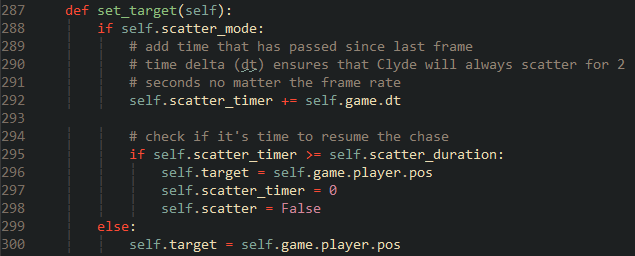 287 def set_target(self):
288 if self.scatter_mode:
289 # add time that has passed since last frame
290 # time delta (dt) ensures that Clyde will always scatter for 2
291 # seconds no matter the frame rate
292 self.scatter_timer += self.game.dt
293
294 # check if it's time to resume the chase
295 if self.scatter_timer >= self.scatter_duration:
296 self.target = self.game.player.pos
297 self.scatter_timer = 0
298 self.scatter = False
299 else:
300 self.target = self.game.player.pos